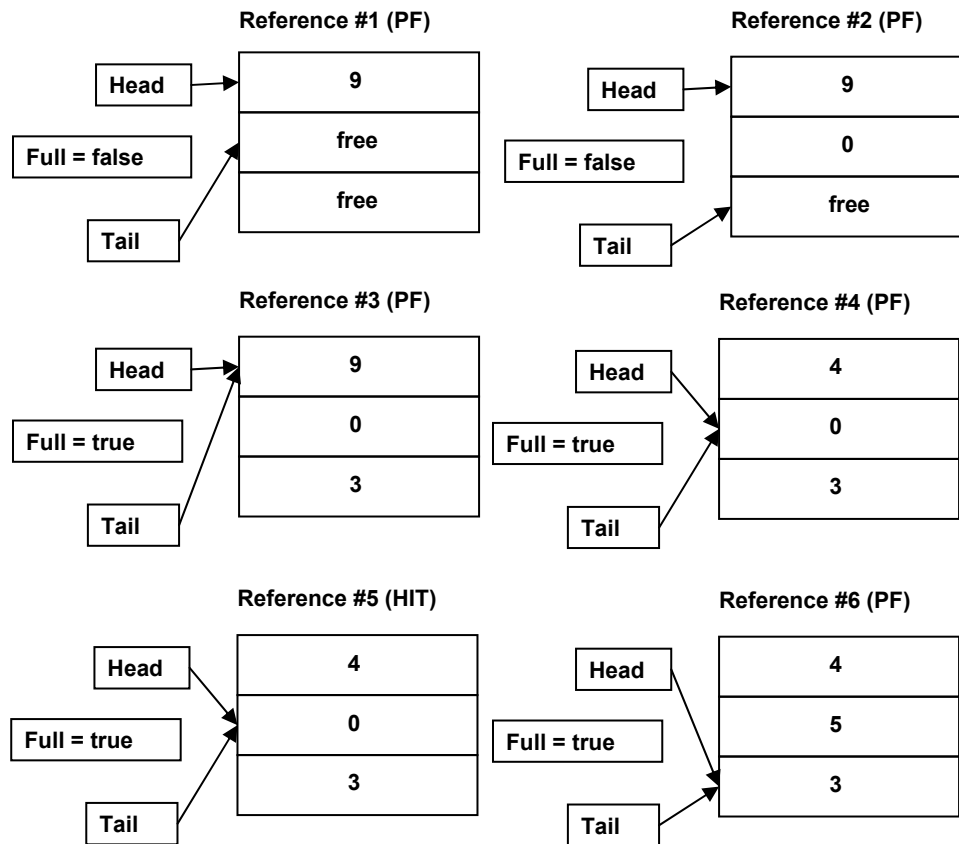 Reference #1 (PF)
Head
9
Full = false
free
free
Tail
Reference #2 (PF)
Head
9
Full = false
0
free
Tail
Reference #3 (PF)
Head
9
Full = true
0
3
Tail
Reference #4 (PF)
Head
4
Full = true
0
3
Tail
Reference #5 (HIT)
Head
4
Full = true
0
3
Tail
Reference #6 (PF)
Head
4
Full = true
5
3
Tail